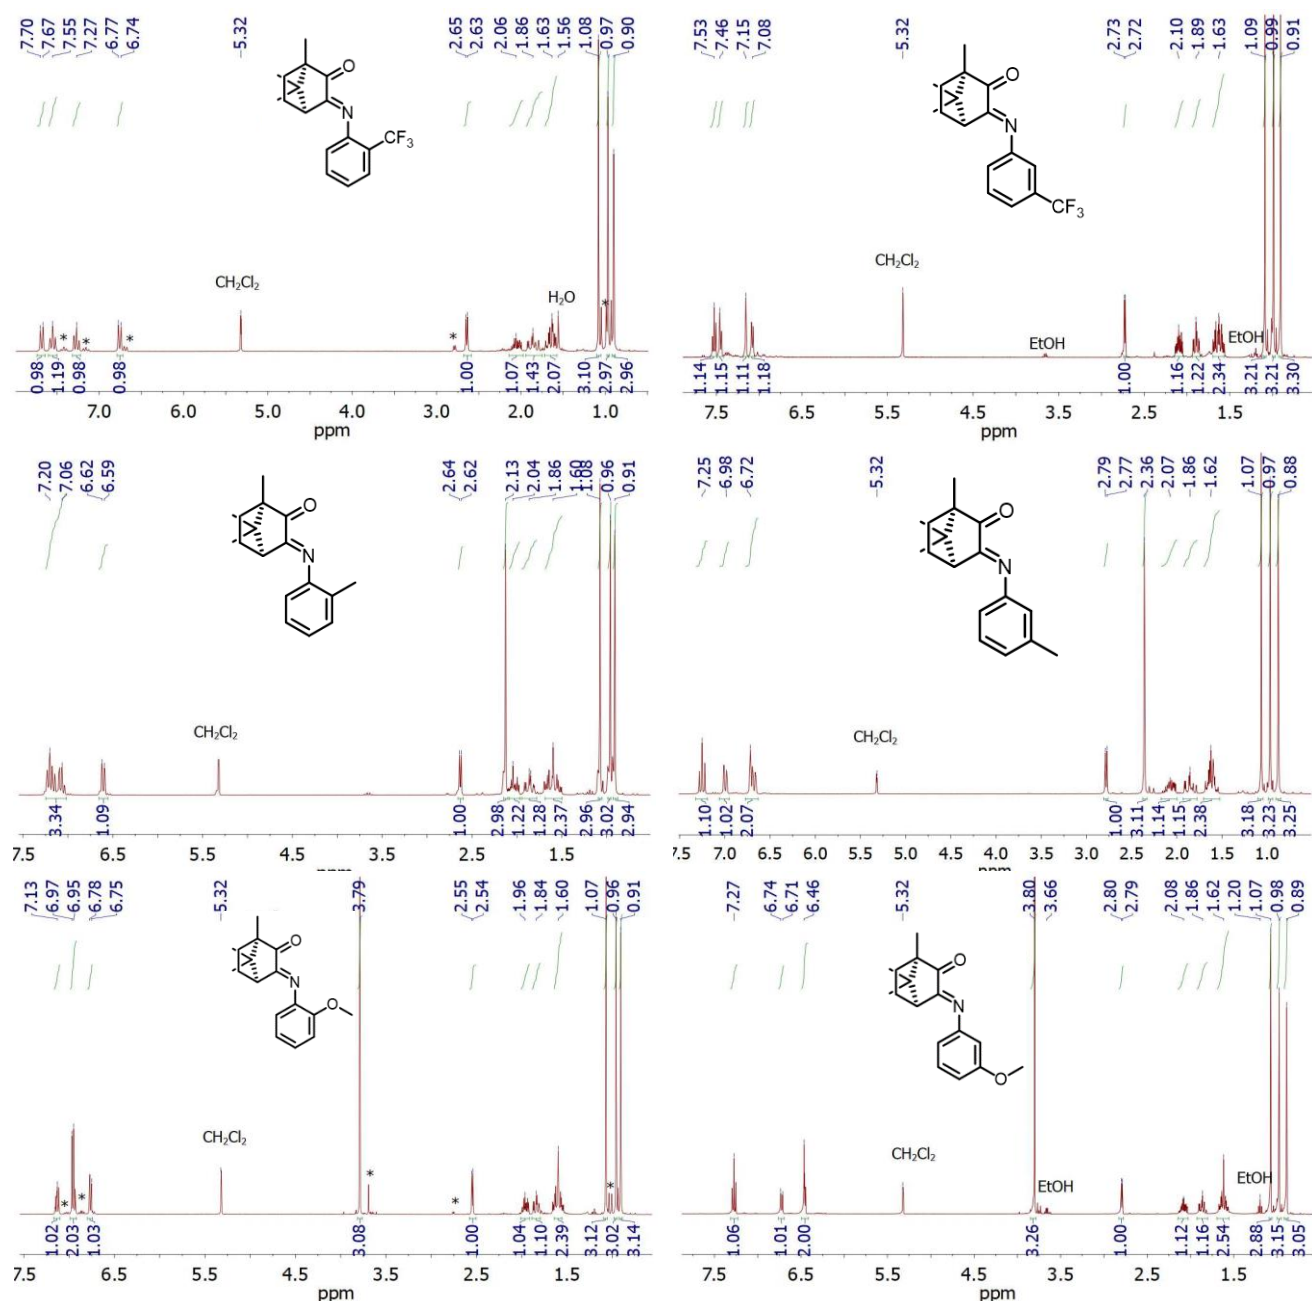 7.70 7.67 7.55 7.27 6.77 6.74 5.32 2.65 2.63 2.06 1.86 1.63 1.56 1.08 0.97 0.90
O
N
CF3
CH2Cl2
H2O
* * * * *
0.98 1.19 0.98 0.98 1.00 1.07 1.43 2.07 3.10 2.97 2.96
7.0 6.0 5.0 4.0 3.0 2.0 1.0
ppm
7.53 7.46 7.15 7.08 5.32 2.73 2.72 2.10 1.89 1.63 1.09 0.99 0.91
O
N
CF3
CH2Cl2
EtOH EtOH
1.14 1.15 1.11 1.18 1.00 1.16 1.22 2.34 3.21 3.21 3.30
7.5 6.5 5.5 4.5 3.5 2.5 1.5
ppm
7.20 7.06 6.62 6.59 5.32 2.64 2.62 2.13 2.04 1.86 1.60 1.08 0.96 0.91
O
N
CH2Cl2
3.34 1.09 1.00 2.98 1.22 1.28 2.37 2.96 3.02 2.94
7.5 6.5 5.5 4.5 3.5 2.5 1.5
ppm
7.25 6.98 6.72 5.32 2.79 2.77 2.36 2.07 1.86 1.62 1.07 0.97 0.88
O
N
CH2Cl2
1.10 1.02 2.07 1.00 3.11 1.14 1.15 2.38 3.18 3.23 3.25
7.5 7.0 6.5 6.0 5.5 5.0 4.5 4.0 3.5 3.0 2.5 2.0 1.5 1.0
ppm
7.13 6.97 6.95 6.78 6.75 5.32 3.79 2.55 2.54 1.96 1.84 1.60 1.07 0.96 0.91
O
N
O
CH2Cl2
* * * * *
1.02 2.03 1.03 3.08 1.00 1.04 1.10 2.39 3.12 3.02 3.14
7.5 6.5 5.5 4.5 3.5 2.5 1.5
ppm
7.27 6.74 6.71 6.46 5.32 3.80 3.66 2.80 2.79 2.08 1.86 1.62 1.20 1.07 0.98 0.89
O
N
O
CH2Cl2
EtOH EtOH
1.06 1.01 2.00 3.26 1.00 1.12 1.16 2.54 2.88 3.15 3.05
7.5 6.5 5.5 4.5 3.5 2.5 1.5
ppm